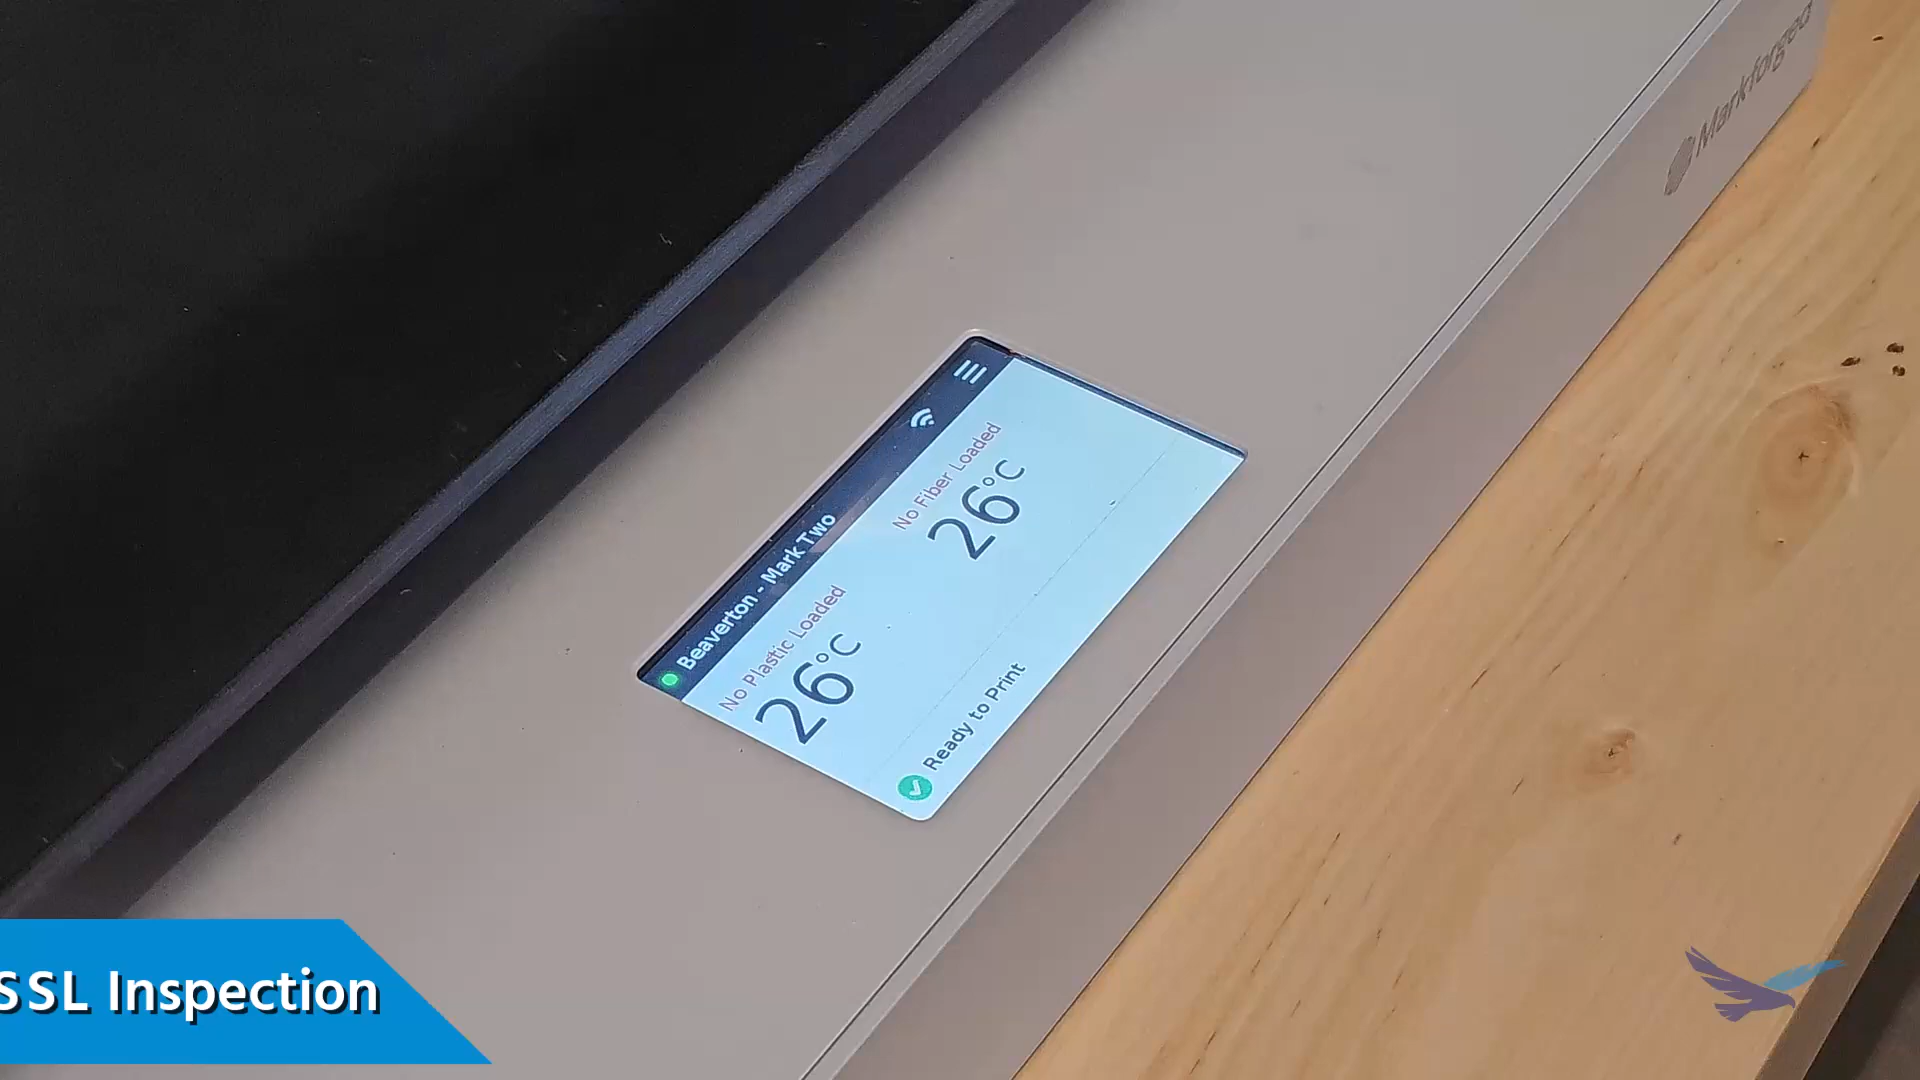 Beaverton - Mark Two
No Plastic Loaded
26°C
No Fiber Loaded
26°C
Ready to Print
Markforged
SSL Inspection